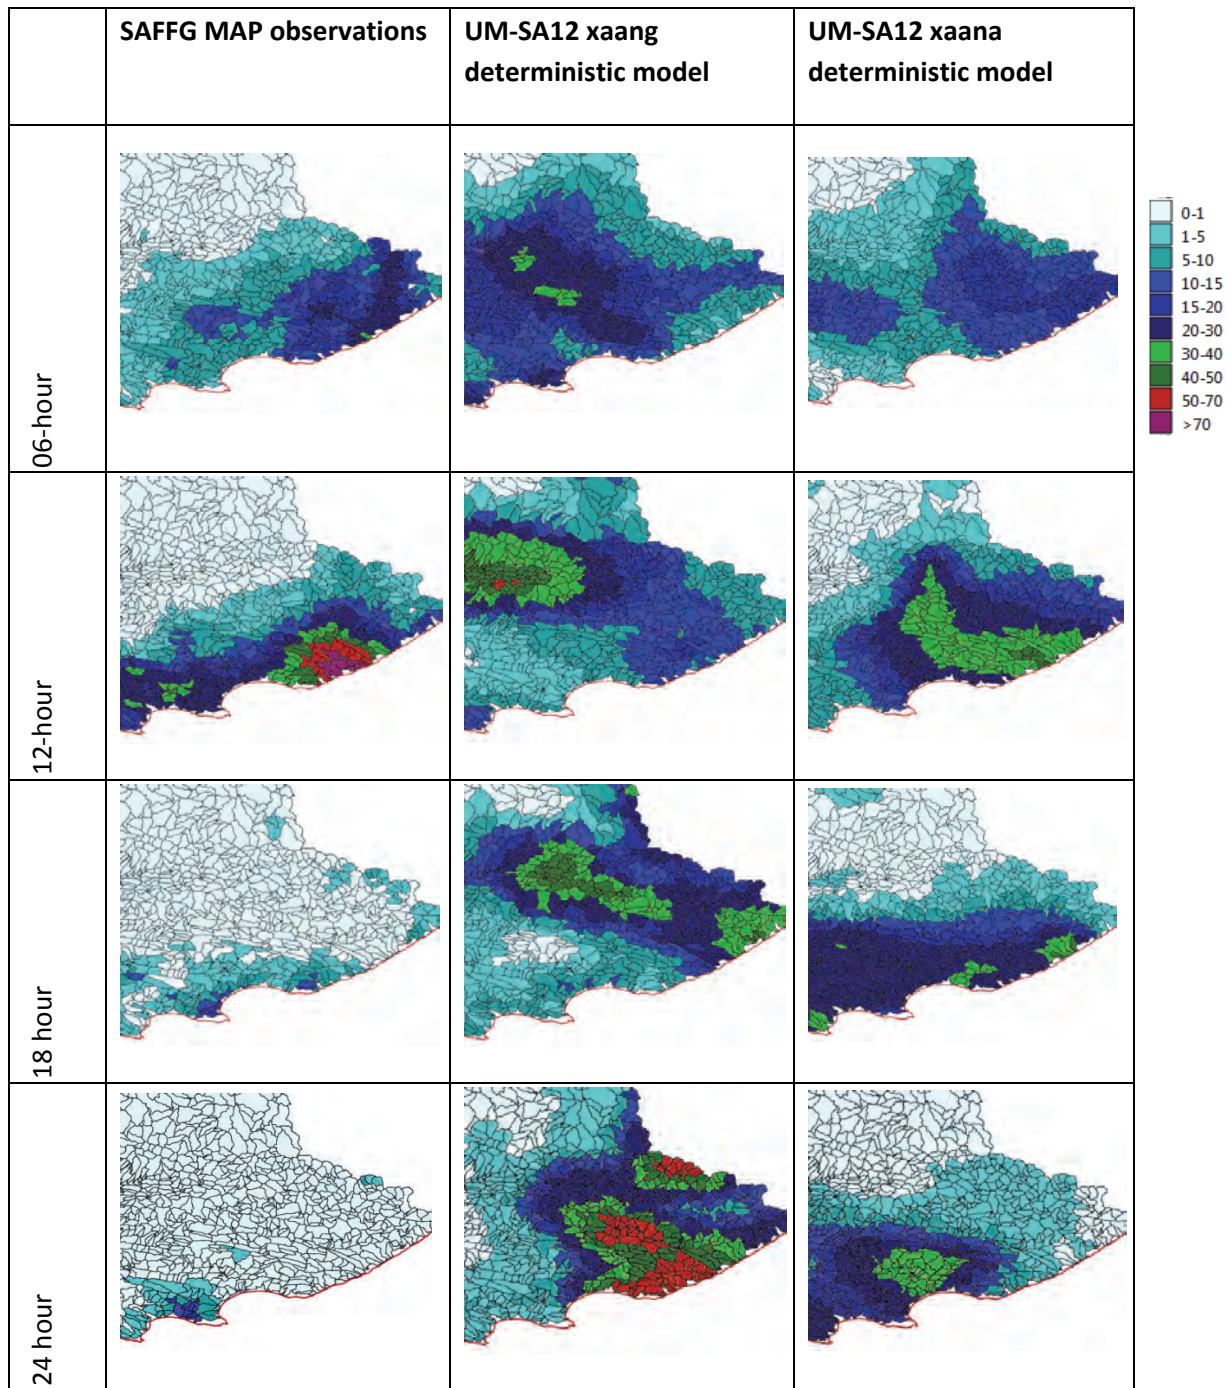 SAFFG MAP observations
UM-SA12 xaang
deterministic model
UM-SA12 xaana
deterministic model
06-hour
0-1
1-5
5-10
10-15
15-20
20-30
30-40
40-50
50-70
>70
12-hour
18 hour
24 hour